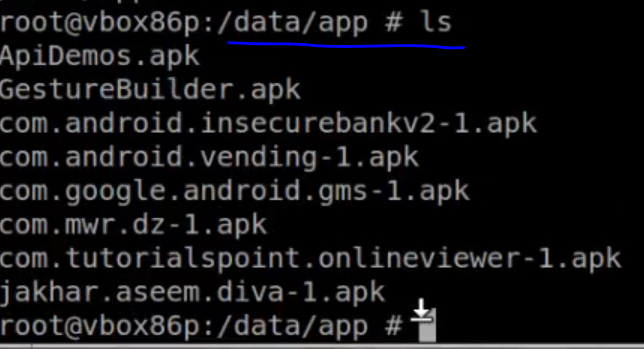 root@vbox86p:/data/app # ls
ApiDemos.apk
GestureBuilder.apk
com.android.insecurebankv2-1.apk
com.android.vending-1.apk
com.google.android.gms-1.apk
com.mwr.dz-1.apk
com.tutorialspoint.onlineviewer-1.apk
jakhar.aseem.diva-1.apk
root@vbox86p:/data/app #